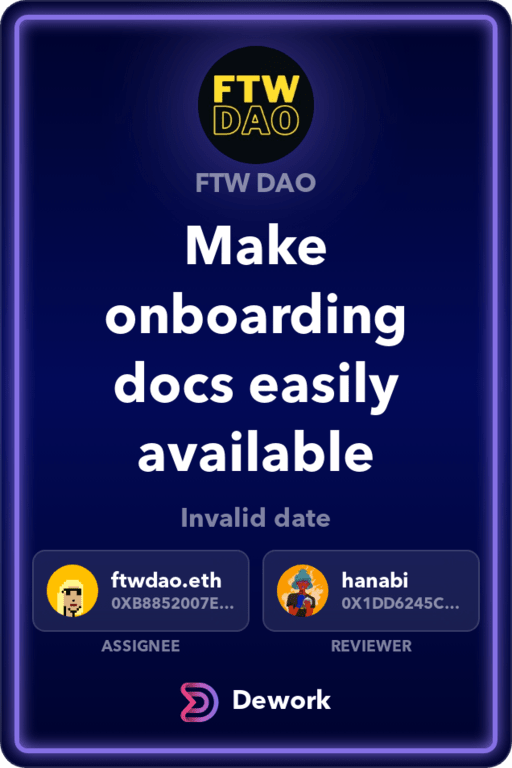 FTW
DAO
FTW DAO
Make
onboarding
docs easily
available
Invalid date
ftwdao.eth
0XB8852007E...
hanabi
0X1DD6245C...
ASSIGNEE
REVIEWER
Dework